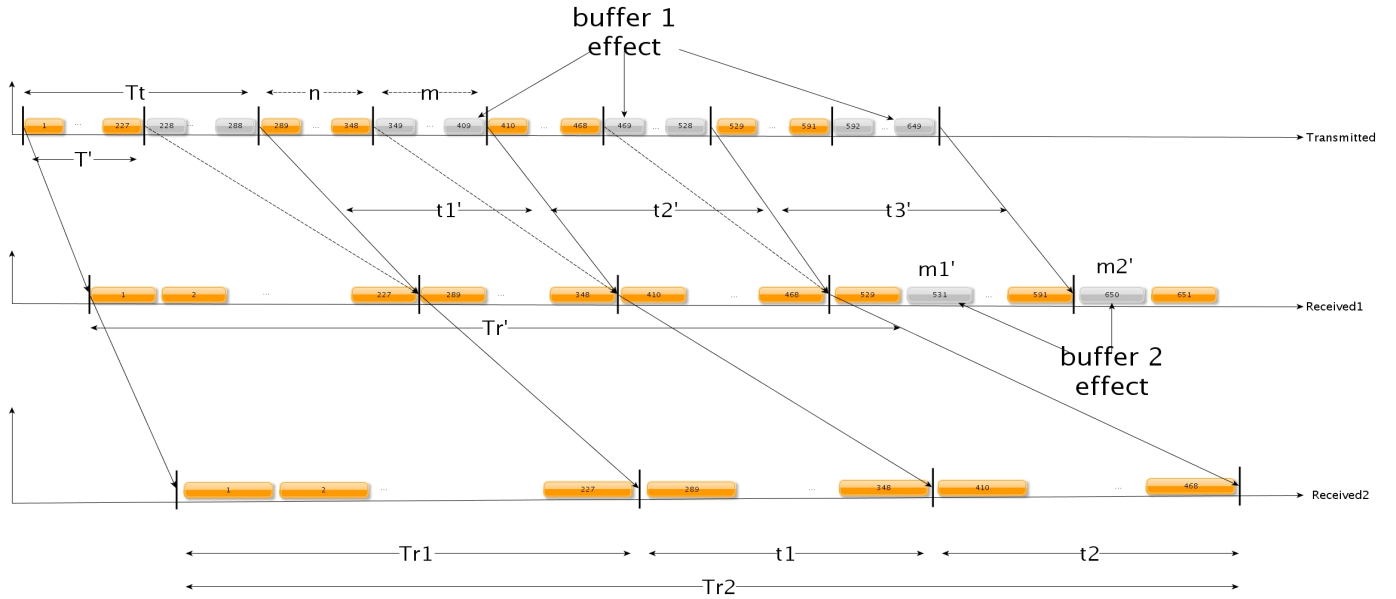 buffer 1
effect
Tt n m
1 ... 227 228 ... 288 289 ... 348 349 ... 409 410 ... 468 469 ... 528 529 ... 591 592 ... 649
Transmitted
T'
t1' t2' t3'
m1' m2'
1 2 ... 227 289 ... 348 410 ... 468 529 531 ... 591 650 651
Received1
Tr'
buffer 2
effect
1 2 ... 227 289 ... 348 410 ... 468
Received2
Tr1 t1 t2
Tr2